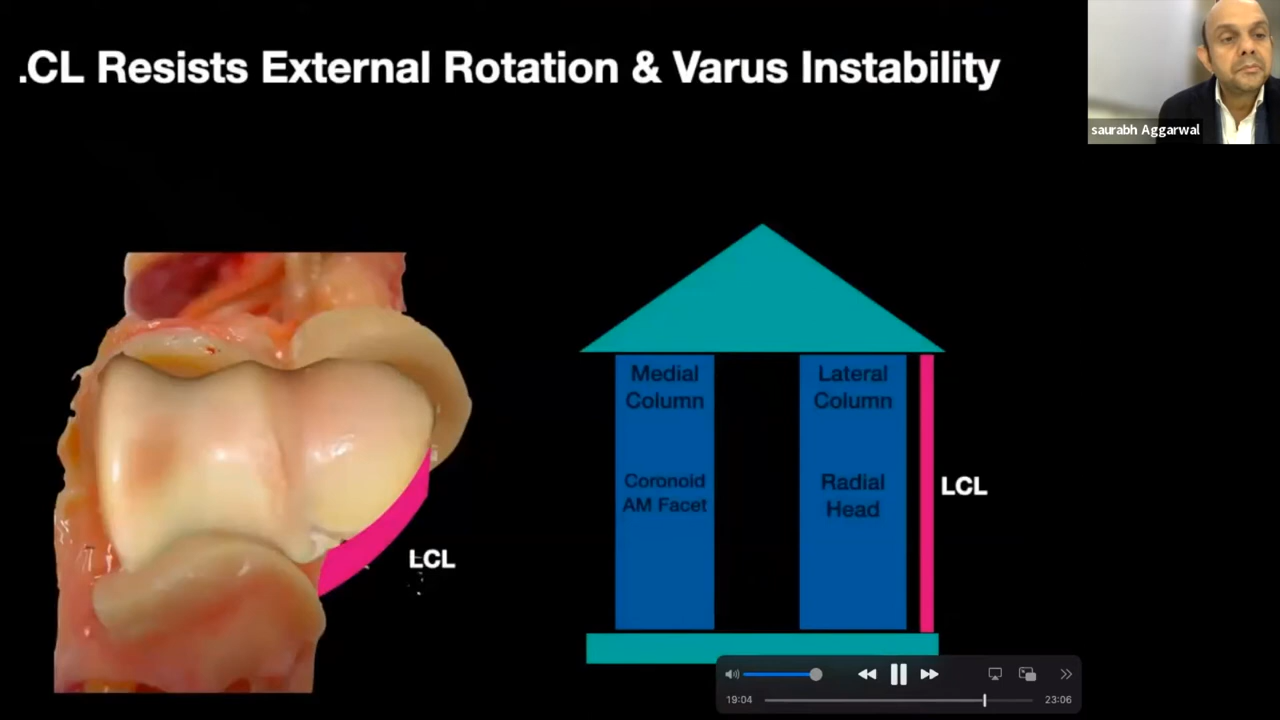 .CL Resists External Rotation & Varus Instability
saurabh Aggarwal
Medial
Column
Lateral
Column
Coronoid
AM Facet
Radial
Head
LCL
LCL
19:04
23:06